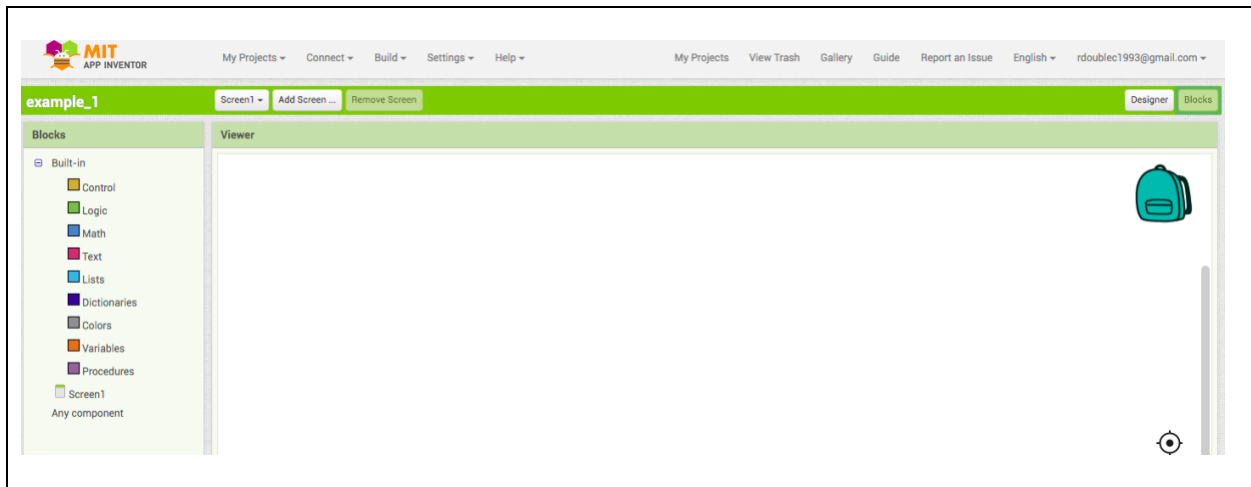 MIT
APP INVENTOR
My Projects Connect Build Settings Help My Projects View Trash Gallery Guide Report an Issue English rdoublec1993@gmail.com
example_1 Screen1 Add Screen ... Remove Screen Designer Blocks
Blocks Viewer
Built-in
Control
Logic
Math
Text
Lists
Dictionaries
Colors
Variables
Procedures
Screen1
Any component